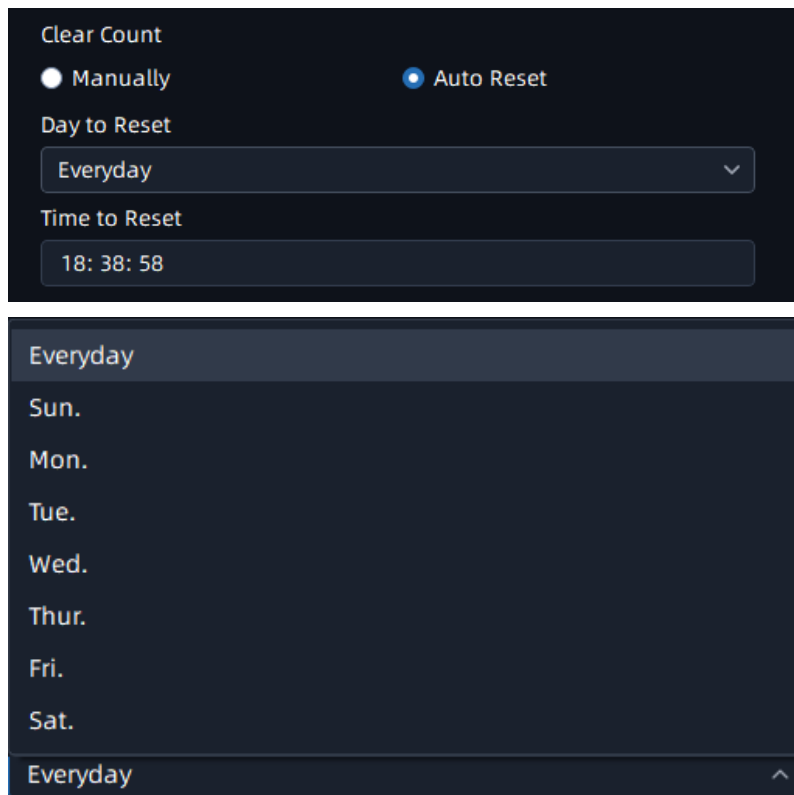 Clear Count
Manually Auto Reset
Day to Reset
Everyday
Time to Reset
18: 38: 58
Everyday
Sun.
Mon.
Tue.
Wed.
Thur.
Fri.
Sat.
Everyday